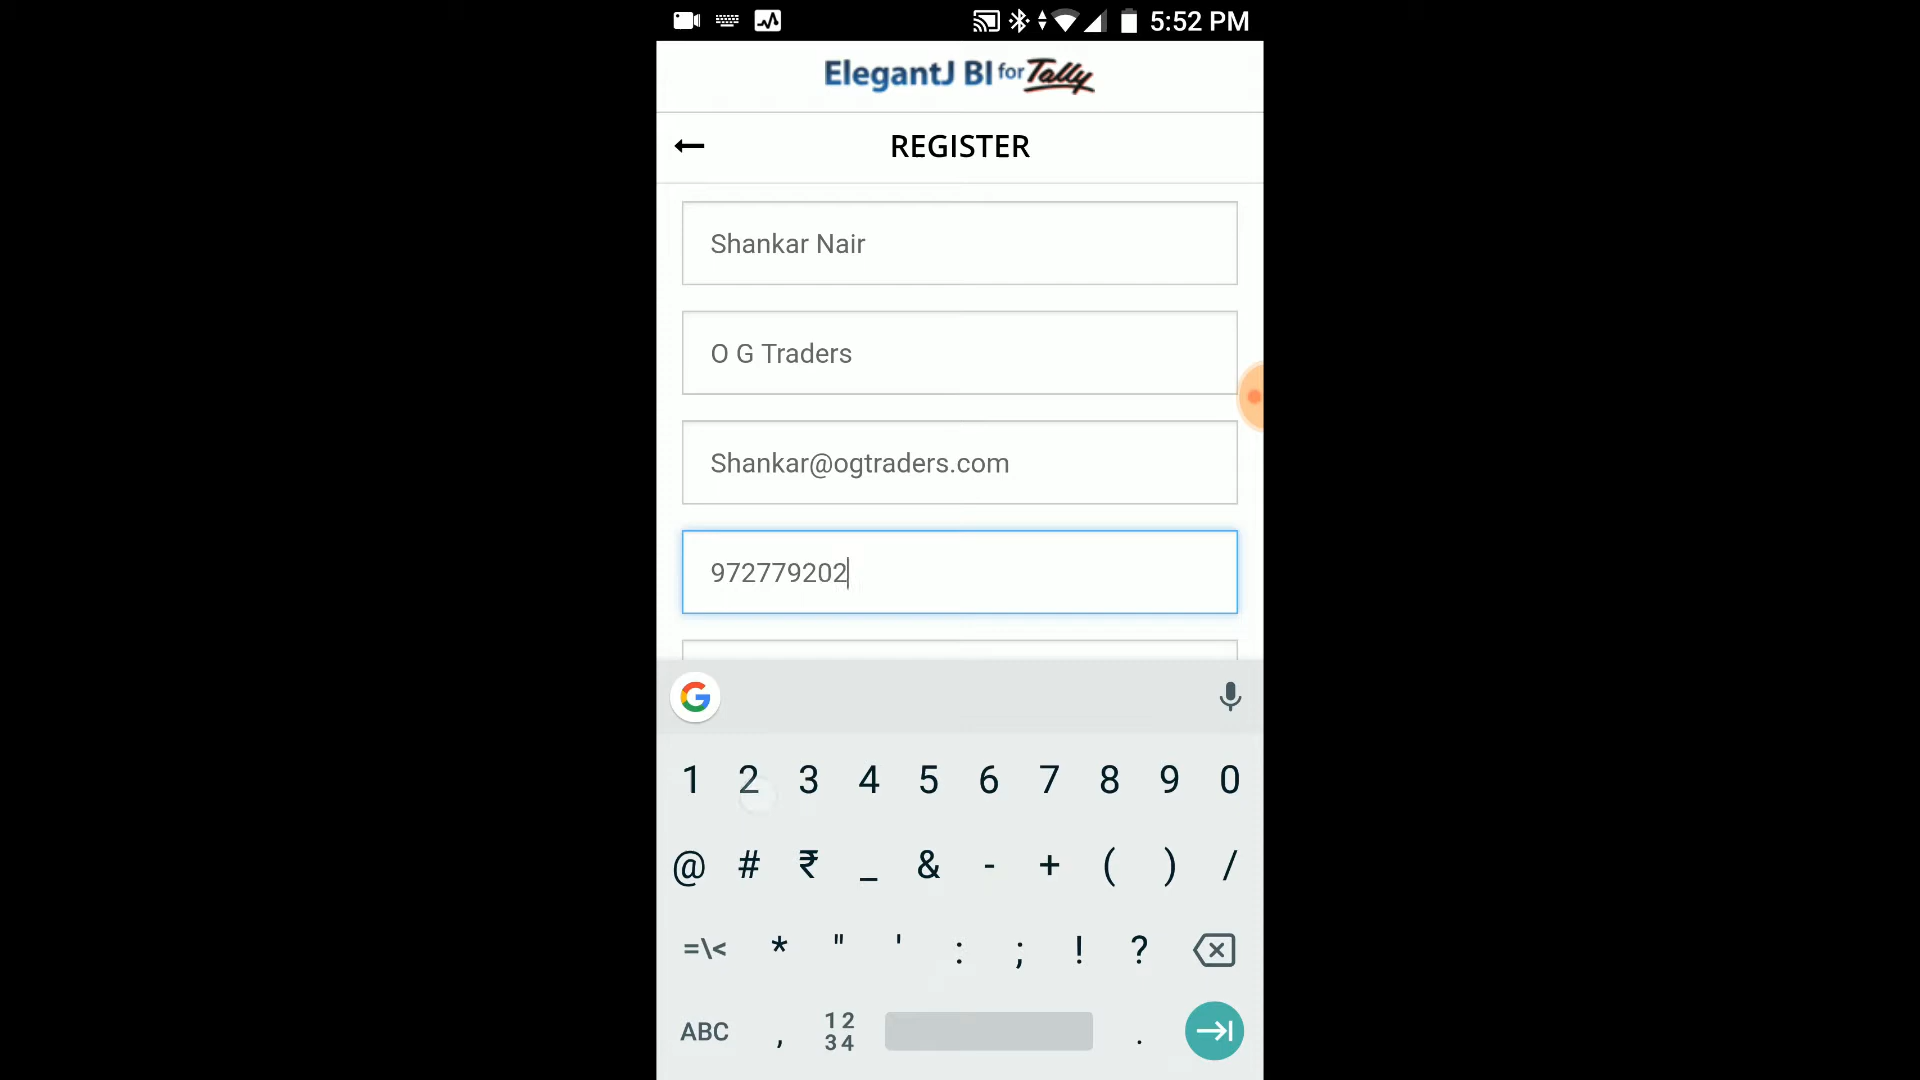 5:52 PM
ElegantJ BI for Tally
REGISTER
Shankar Nair
O G Traders
Shankar@ogtraders.com
972779202
G
1 2 3 4 5 6 7 8 9 0
@ # ₹ _ & - + ( ) /
=\< * " ' : ; ! ?
ABC , 12 34 .